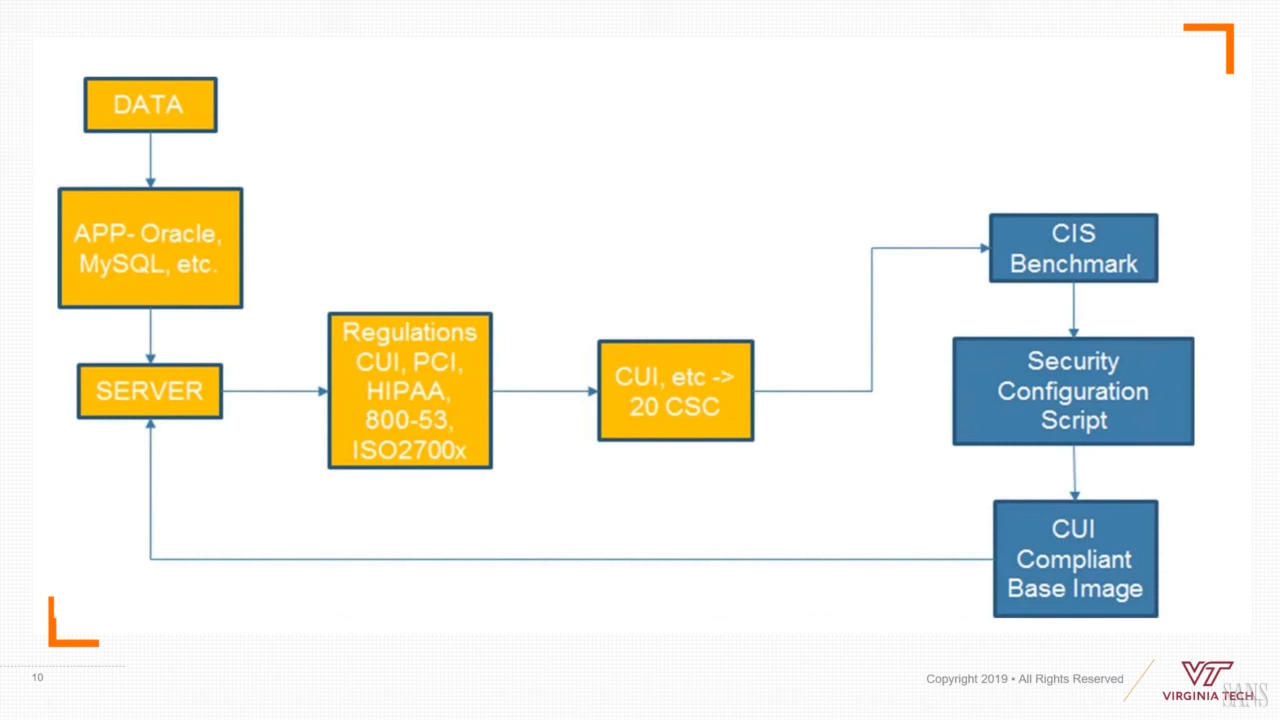 DATA
APP- Oracle,
MySQL, etc.
SERVER
Regulations
CUI, PCI,
HIPAA,
800-53,
ISO2700x
CUI, etc ->
20 CSC
CIS
Benchmark
Security
Configuration
Script
CUI
Compliant
Base Image
10
Copyright 2019 • All Rights Reserved
VT
VIRGINIA TECH
SANS